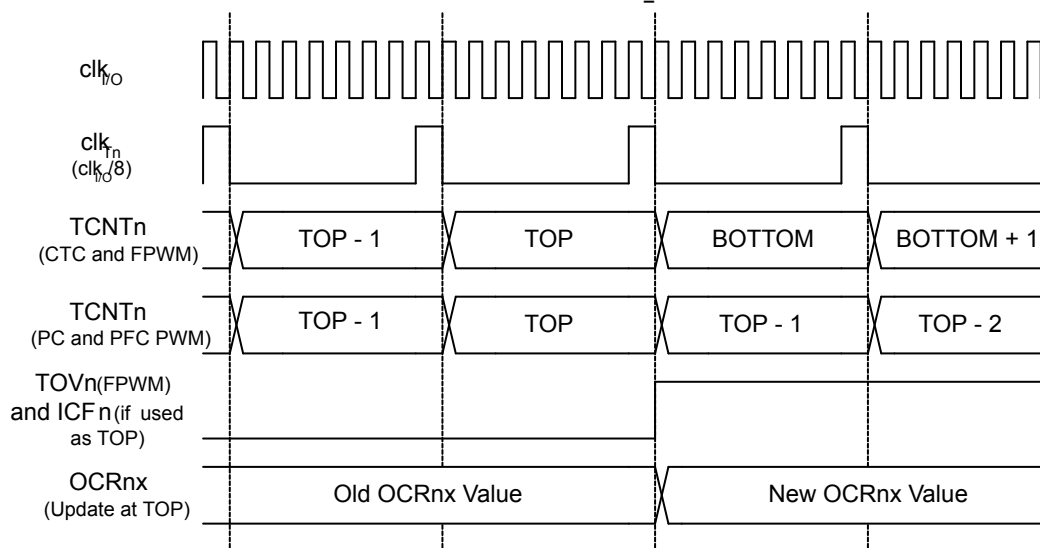 clkI/O
clkTn
(clkI/O/8)
TCNTn
(CTC and FPWM)
TOP - 1
TOP
BOTTOM
BOTTOM + 1
TCNTn
(PC and PFC PWM)
TOP - 1
TOP
TOP - 1
TOP - 2
TOVn(FPWM)
and ICFn(if used
as TOP)
OCRnx
(Update at TOP)
Old OCRnx Value
New OCRnx Value